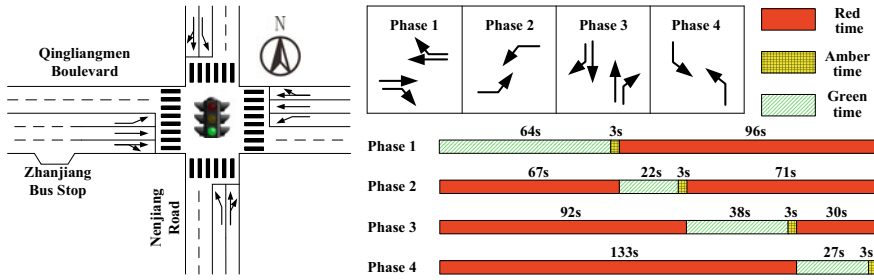 Qingliangmen
Boulevard
N
Zhanjiang
Bus Stop
Nenjiang
Road
Phase 1
Phase 2
Phase 3
Phase 4
Red
time
Amber
time
Green
time
Phase 1
64s
3s
96s
Phase 2
67s
22s
3s
71s
Phase 3
92s
38s
3s
30s
Phase 4
133s
27s
3s